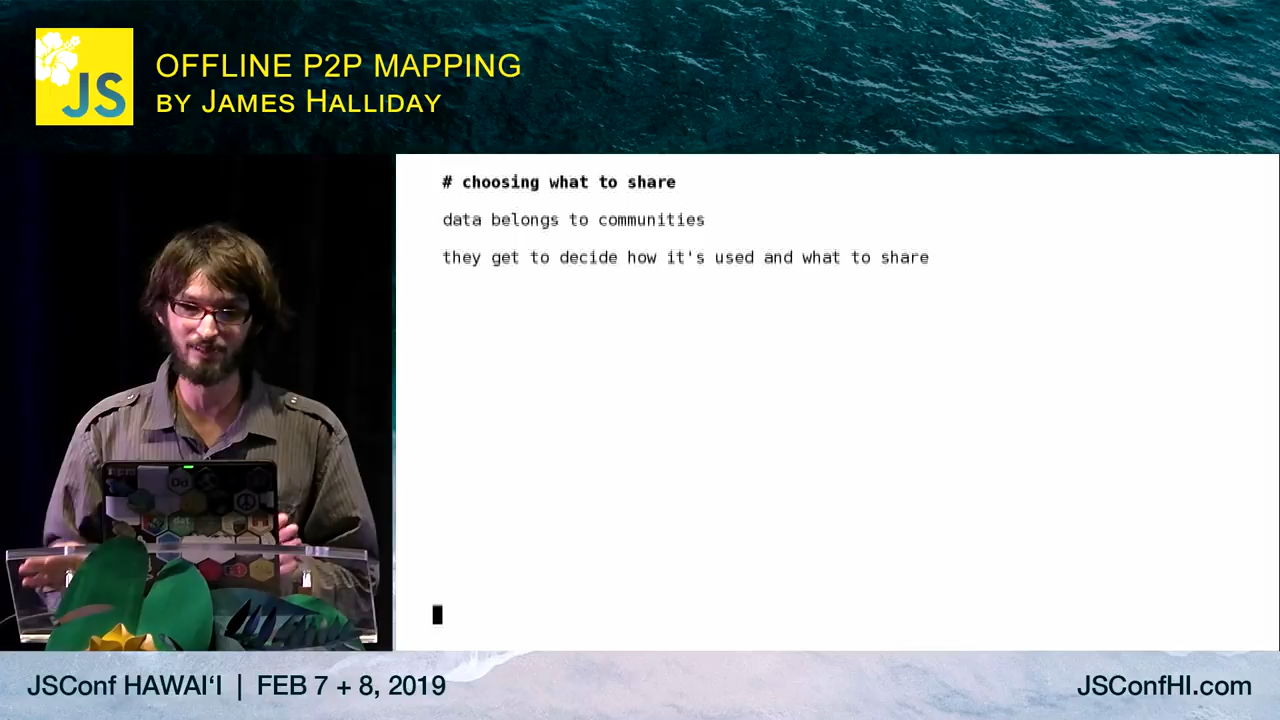 JS
OFFLINE P2P MAPPING
BY JAMES HALLIDAY
# choosing what to share
data belongs to communities
they get to decide how it's used and what to share
dat
JSConf HAWAI‘I | FEB 7 + 8, 2019
JSConfHI.com